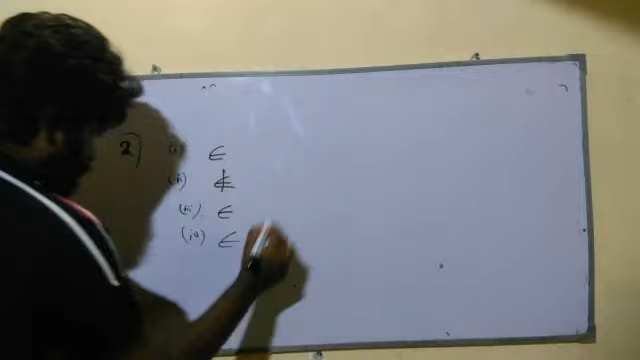 2) (i) ∈
(ii) ∉
(iii) ∈
(iv) ∈